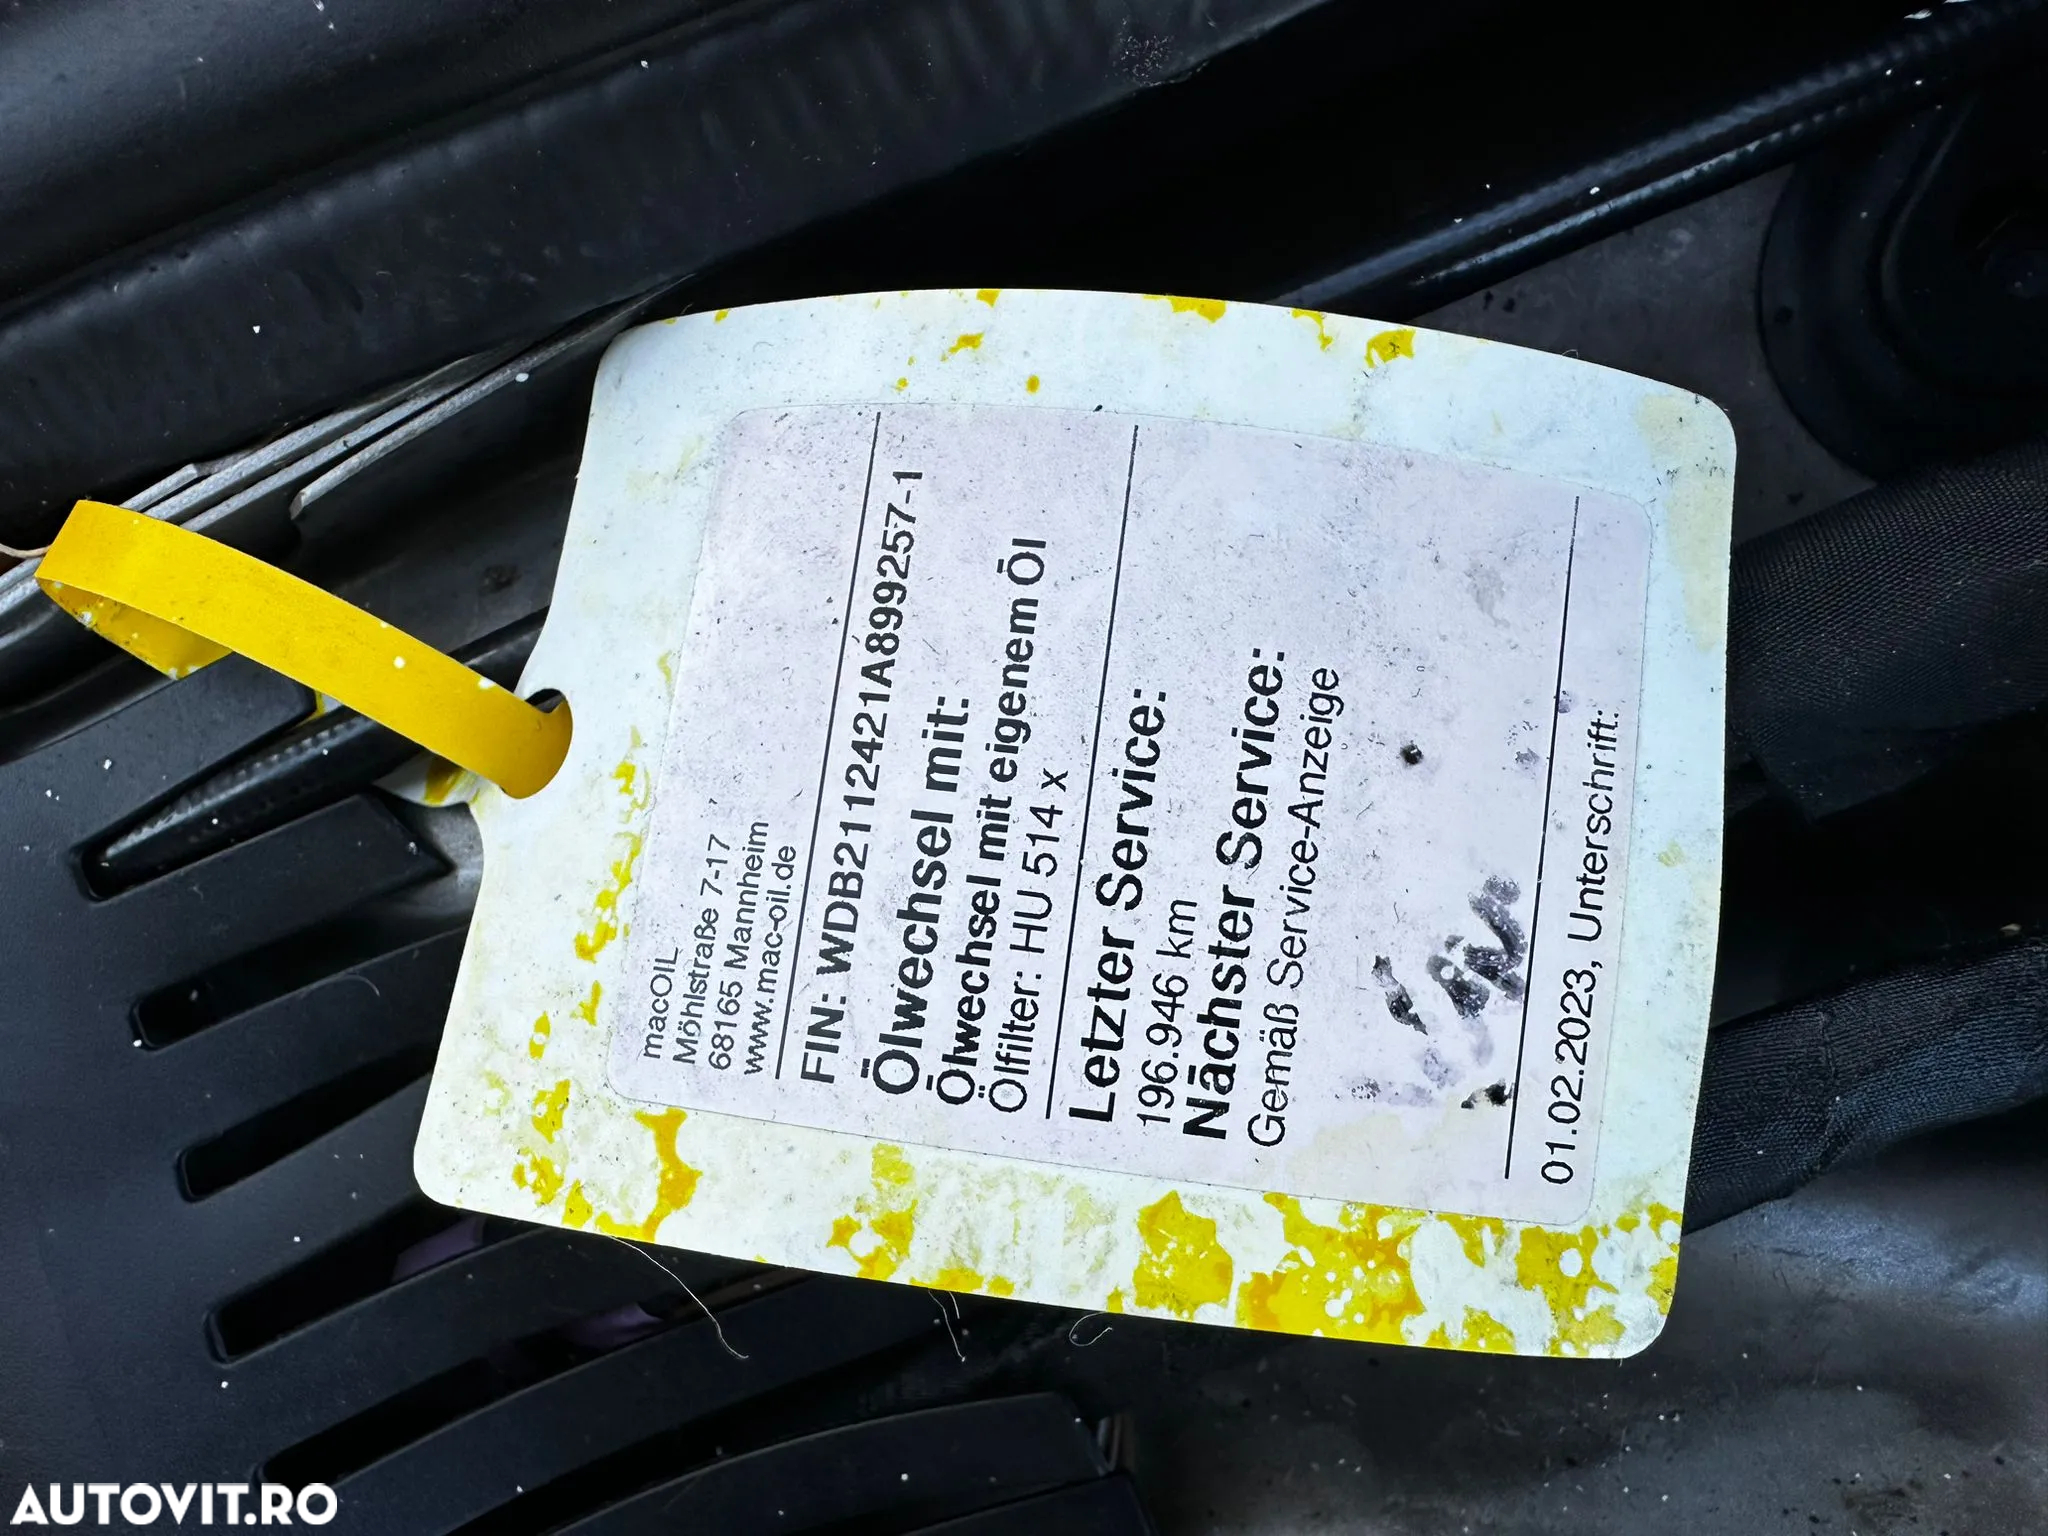 macOIL
Möhlstraße 7-17
68165 Mannheim
www.mac-oil.de
FIN: WDB2112421A899257-1
Ölwechsel mit:
Ölwechsel mit eigenem Öl
Ölfilter: HU 514 x
Letzter Service:
196.946 km
Nächster Service:
Gemäß Service-Anzeige
01.02.2023, Unterschrift:
AUTOVIT.RO